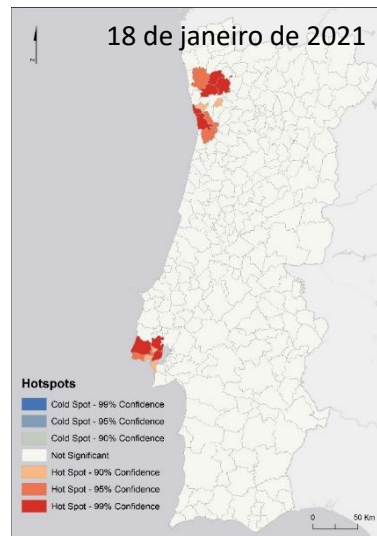 18 de janeiro de 2021
N
Hotspots
Cold Spot - 99% Confidence
Cold Spot - 95% Confidence
Cold Spot - 90% Confidence
Not Significant
Hot Spot - 90% Confidence
Hot Spot - 95% Confidence
Hot Spot - 99% Confidence
0 50 Km